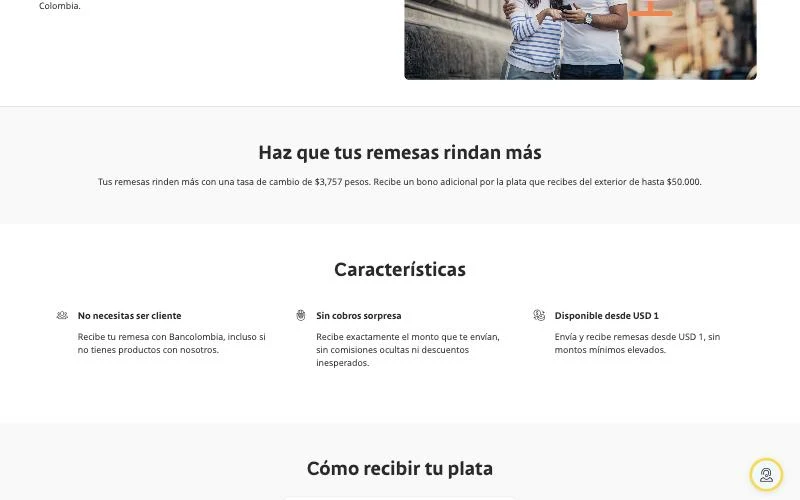 Colombia.
Haz que tus remesas rindan más
Tus remesas rinden más con una tasa de cambio de $3,757 pesos. Recibe un bono adicional por la plata que recibes del exterior de hasta $50.000.
Características
No necesitas ser cliente
Recibe tu remesa con Bancolombia, incluso si
no tienes productos con nosotros.
Sin cobros sorpresa
Recibe exactamente el monto que te envían,
sin comisiones ocultas ni descuentos
inesperados.
Disponible desde USD 1
Envía y recibe remesas desde USD 1, sin
montos mínimos elevados.
Cómo recibir tu plata